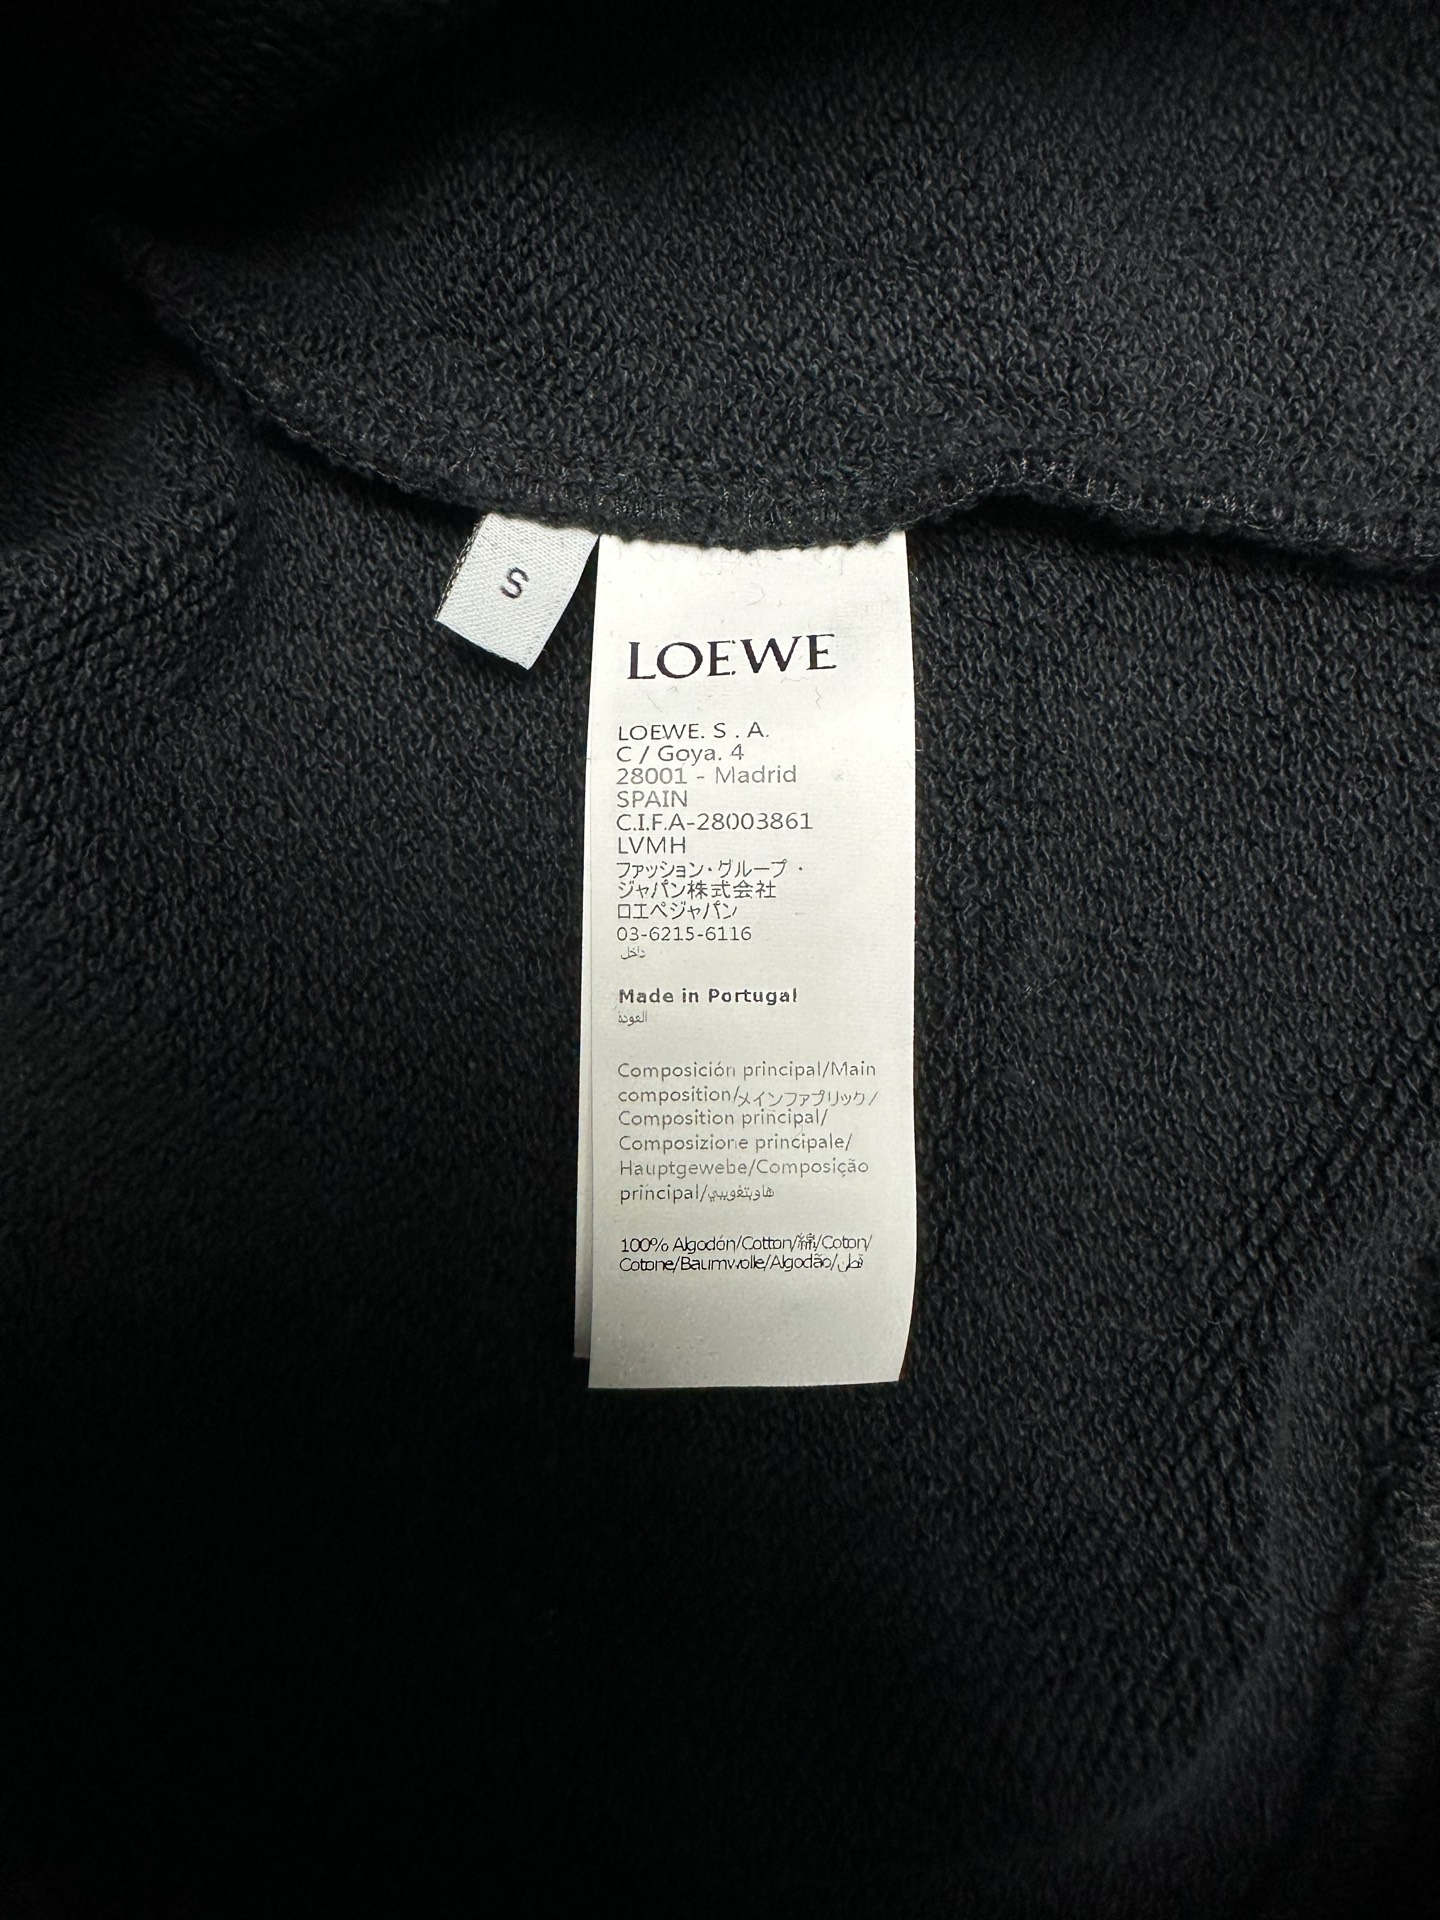 S
LOEWE
LOEWE. S . A.
C / Goya. 4
28001 - Madrid
SPAIN
C.I.F.A-28003861
LVMH
ファッション・グループ・
ジャパン株式会社
ロエベジャパン
03-6215-6116
داخل
Made in Portugal
العودة
Composición principal/Main
composition/メインファブリック/
Composition principal/
Composizione principale/
Hauptgewebe/Composição
principal/هاوبتغويبي
100% Algodón/Cotton/綿/Coton/
Cotone/Baumwolle/Algodão/قطن